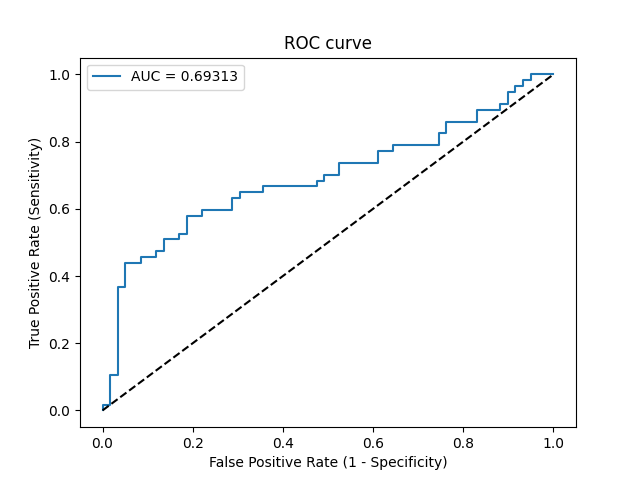 ROC curve
AUC = 0.69313
True Positive Rate (Sensitivity)
1.0
0.8
0.6
0.4
0.2
0.0
0.0 0.2 0.4 0.6 0.8 1.0
False Positive Rate (1 - Specificity)